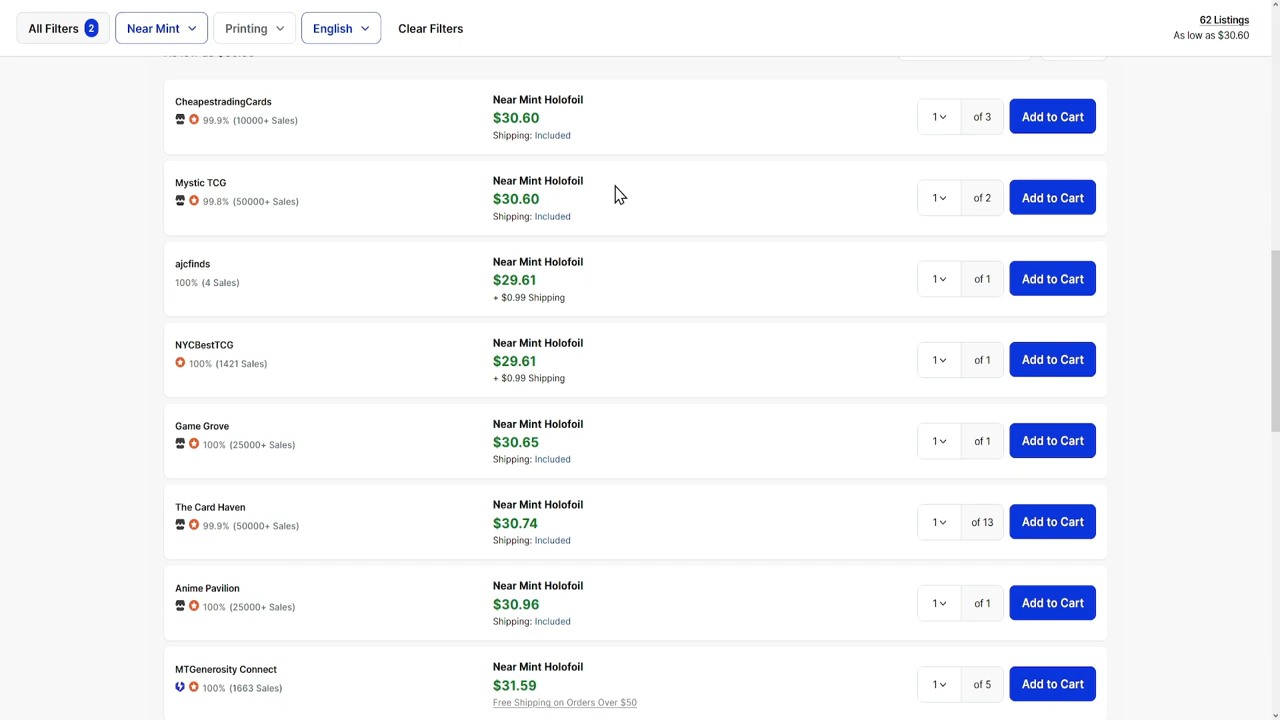 All Filters 2 Near Mint Printing English Clear Filters
62 Listings
As low as $30.60
CheapestradingCards
99.9% (10000+ Sales)
Near Mint Holofoil
$30.60
Shipping: Included
1 of 3 Add to Cart
Mystic TCG
99.8% (50000+ Sales)
Near Mint Holofoil
$30.60
Shipping: Included
1 of 2 Add to Cart
ajcfinds
100% (4 Sales)
Near Mint Holofoil
$29.61
+ $0.99 Shipping
1 of 1 Add to Cart
NYCBestTCG
100% (1421 Sales)
Near Mint Holofoil
$29.61
+ $0.99 Shipping
1 of 1 Add to Cart
Game Grove
100% (25000+ Sales)
Near Mint Holofoil
$30.65
Shipping: Included
1 of 1 Add to Cart
The Card Haven
99.9% (50000+ Sales)
Near Mint Holofoil
$30.74
Shipping: Included
1 of 13 Add to Cart
Anime Pavilion
100% (25000+ Sales)
Near Mint Holofoil
$30.96
Shipping: Included
1 of 1 Add to Cart
MTGenerosity Connect
100% (1663 Sales)
Near Mint Holofoil
$31.59
Free Shipping on Orders Over $50
1 of 5 Add to Cart